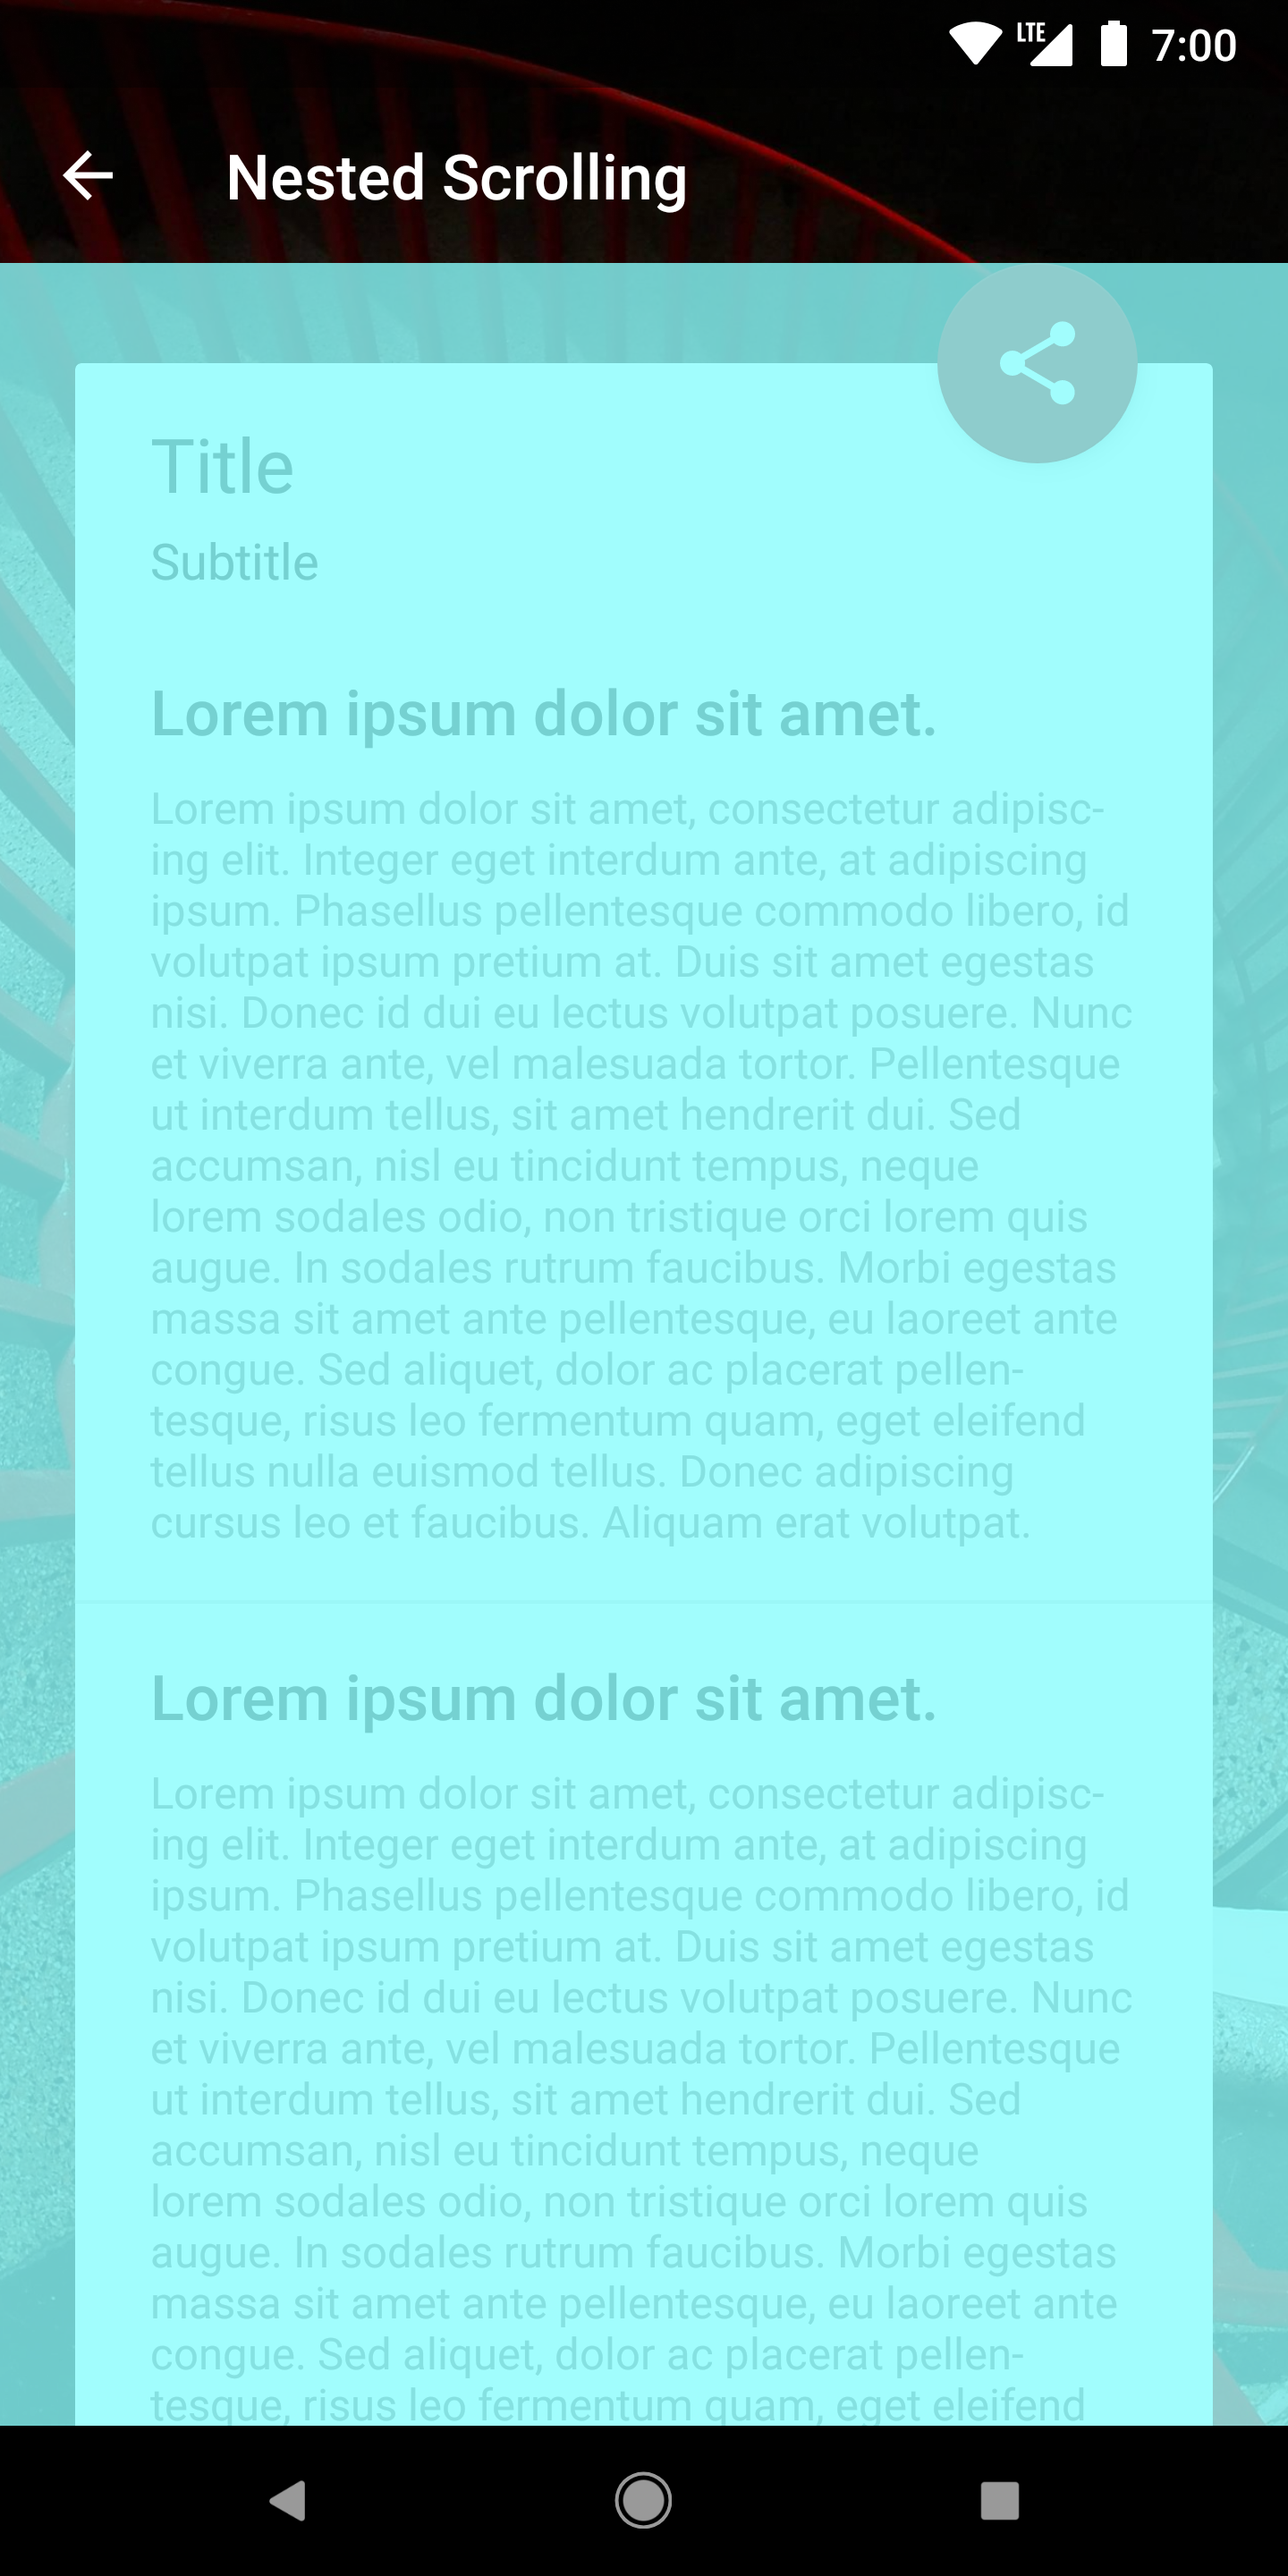 LTE 7:00
Nested Scrolling
Title
Subtitle
Lorem ipsum dolor sit amet.
Lorem ipsum dolor sit amet, consectetur adipisc-
ing elit. Integer eget interdum ante, at adipiscing
ipsum. Phasellus pellentesque commodo libero, id
volutpat ipsum pretium at. Duis sit amet egestas
nisi. Donec id dui eu lectus volutpat posuere. Nunc
et viverra ante, vel malesuada tortor. Pellentesque
ut interdum tellus, sit amet hendrerit dui. Sed
accumsan, nisl eu tincidunt tempus, neque
lorem sodales odio, non tristique orci lorem quis
augue. In sodales rutrum faucibus. Morbi egestas
massa sit amet ante pellentesque, eu laoreet ante
congue. Sed aliquet, dolor ac placerat pellen-
tesque, risus leo fermentum quam, eget eleifend
tellus nulla euismod tellus. Donec adipiscing
cursus leo et faucibus. Aliquam erat volutpat.
Lorem ipsum dolor sit amet.
Lorem ipsum dolor sit amet, consectetur adipisc-
ing elit. Integer eget interdum ante, at adipiscing
ipsum. Phasellus pellentesque commodo libero, id
volutpat ipsum pretium at. Duis sit amet egestas
nisi. Donec id dui eu lectus volutpat posuere. Nunc
et viverra ante, vel malesuada tortor. Pellentesque
ut interdum tellus, sit amet hendrerit dui. Sed
accumsan, nisl eu tincidunt tempus, neque
lorem sodales odio, non tristique orci lorem quis
augue. In sodales rutrum faucibus. Morbi egestas
massa sit amet ante pellentesque, eu laoreet ante
congue. Sed aliquet, dolor ac placerat pellen-
tesque, risus leo fermentum quam, eget eleifend